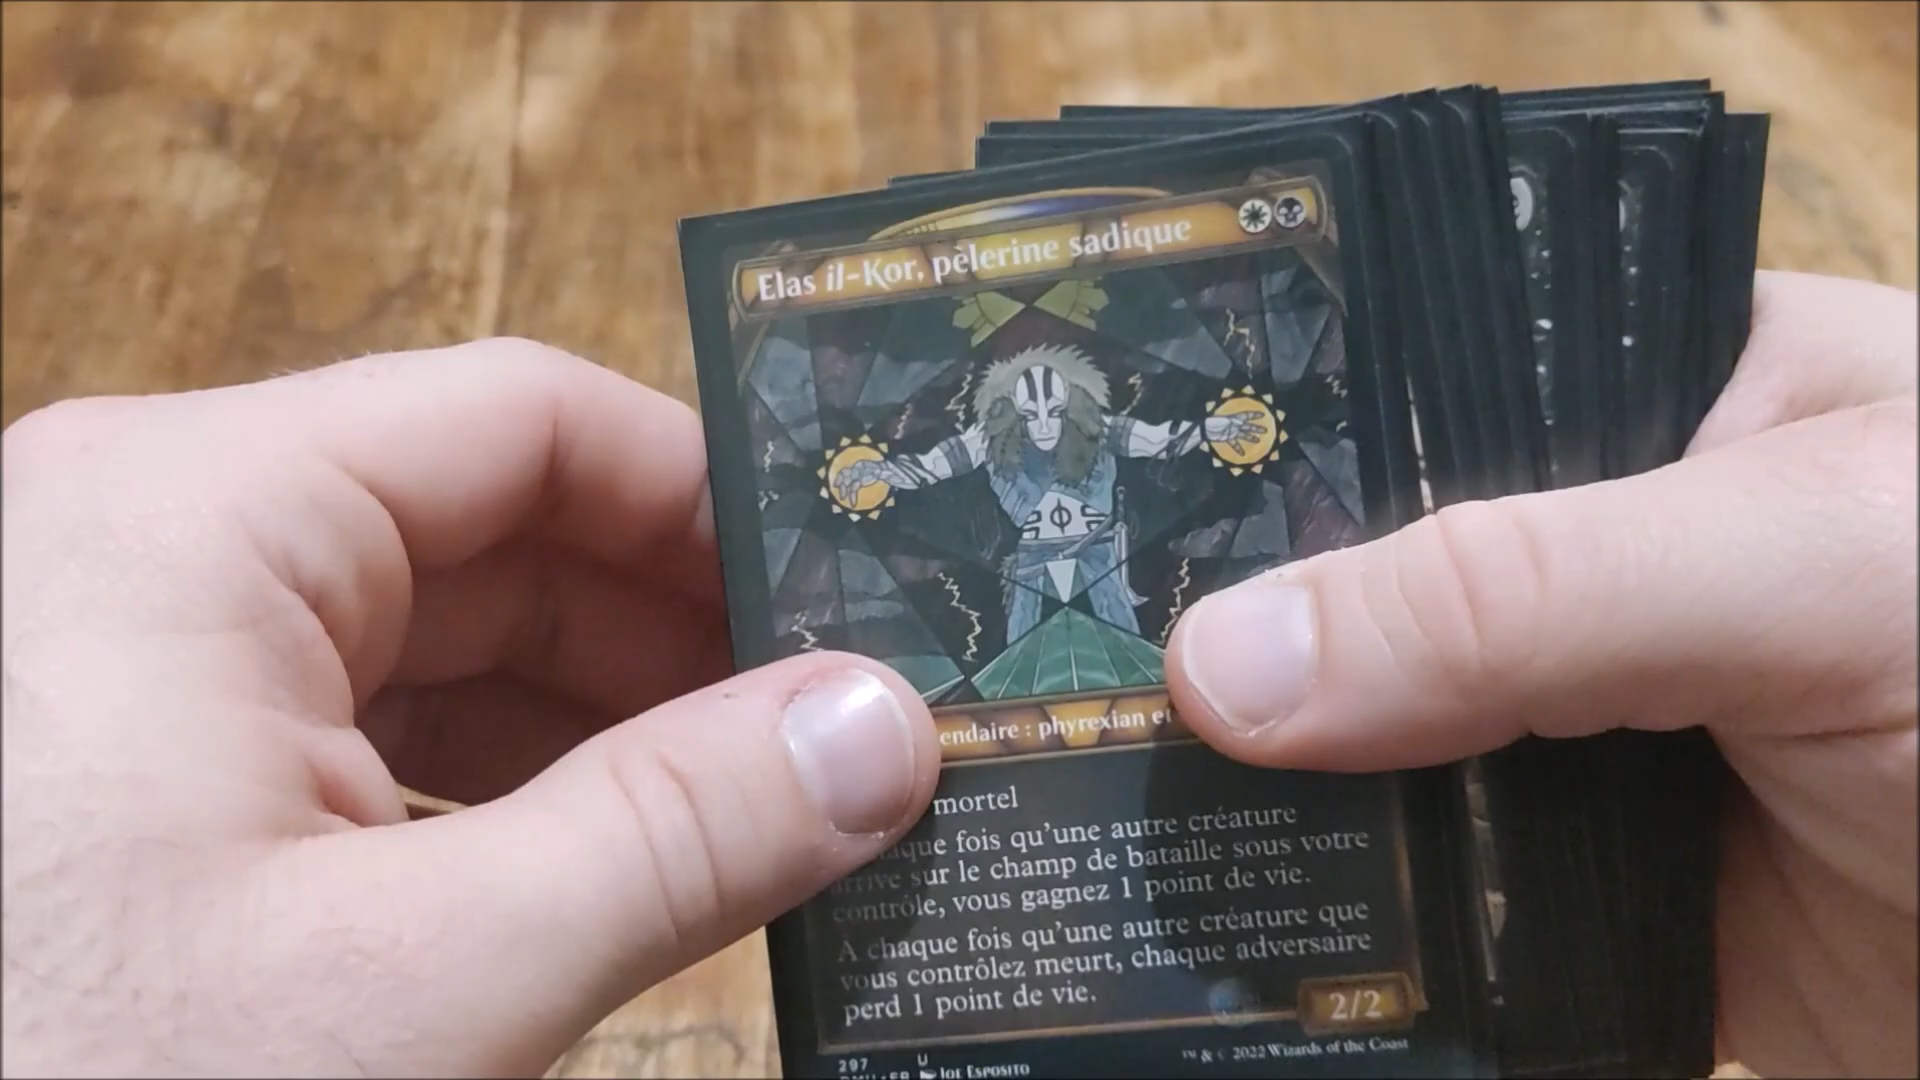 Elas il-Kor, pèlerine sadique
endaire : phyrexian et
mortel
aque fois qu'une autre créature
arrive sur le champ de bataille sous votre
contrôle, vous gagnez 1 point de vie.
À chaque fois qu'une autre créature que
vous contrôlez meurt, chaque adversaire
perd 1 point de vie.
2/2
297 U
JOE ESPOSITO
™ & © 2022 Wizards of the Coast